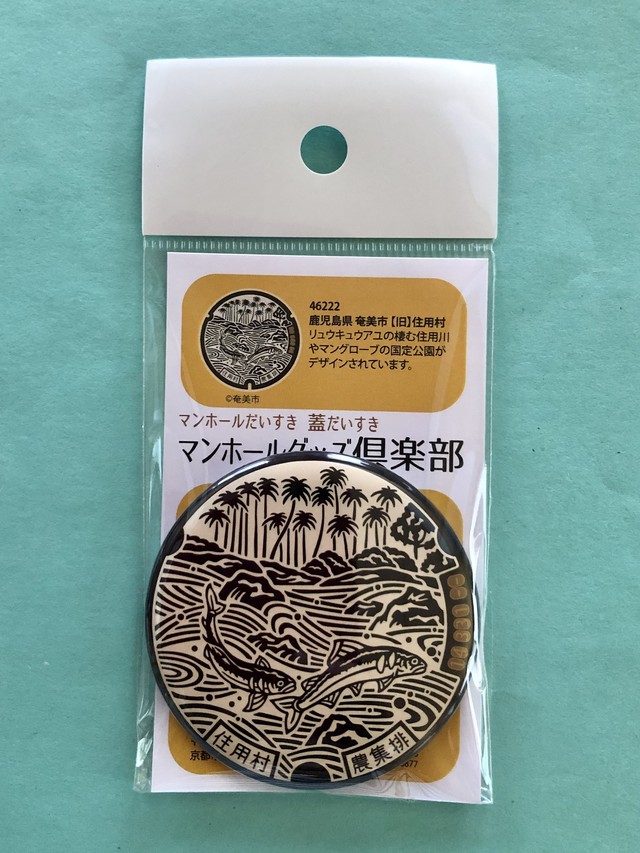 46222
鹿児島県 奄美市【旧】住用村
リュウキュウアユの棲む住用川
やマングローブの国定公園が
デザインされています。
©奄美市
マンホールだいすき 蓋だいすき
マンホールグッズ倶楽部
住用村
農集排
京都